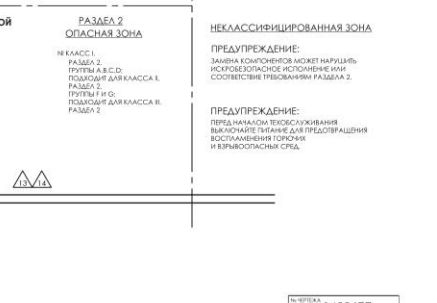 ОЙ
РАЗДЕЛ 2
ОПАСНАЯ ЗОНА
NI КЛАСС I,
РАЗДЕЛ 2,
ГРУППЫ A,B,C,D;
ПОДХОДИТ ДЛЯ КЛАССА II,
РАЗДЕЛ 2,
ГРУППЫ F И G;
ПОДХОДИТ ДЛЯ КЛАССА III,
РАЗДЕЛ 2
13 14
НЕКЛАССИФИЦИРОВАННАЯ ЗОНА
ПРЕДУПРЕЖДЕНИЕ:
ЗАМЕНА КОМПОНЕНТОВ МОЖЕТ НАРУШИТЬ
ИСКРОБЕЗОПАСНОЕ ИСПОЛНЕНИЕ ИЛИ
СООТВЕТСТВИЕ ТРЕБОВАНИЯМ РАЗДЕЛА 2.
ПРЕДУПРЕЖДЕНИЕ:
ПЕРЕД НАЧАЛОМ ТЕХОБСЛУЖИВАНИЯ
ВЫКЛЮЧАЙТЕ ПИТАНИЕ ДЛЯ ПРЕДОТВРАЩЕНИЯ
ВОСПЛАМЕНЕНИЯ ГОРЮЧИХ
И ВЗРЫВООПАСНЫХ СРЕД.
№ ЧЕРТЕЖА